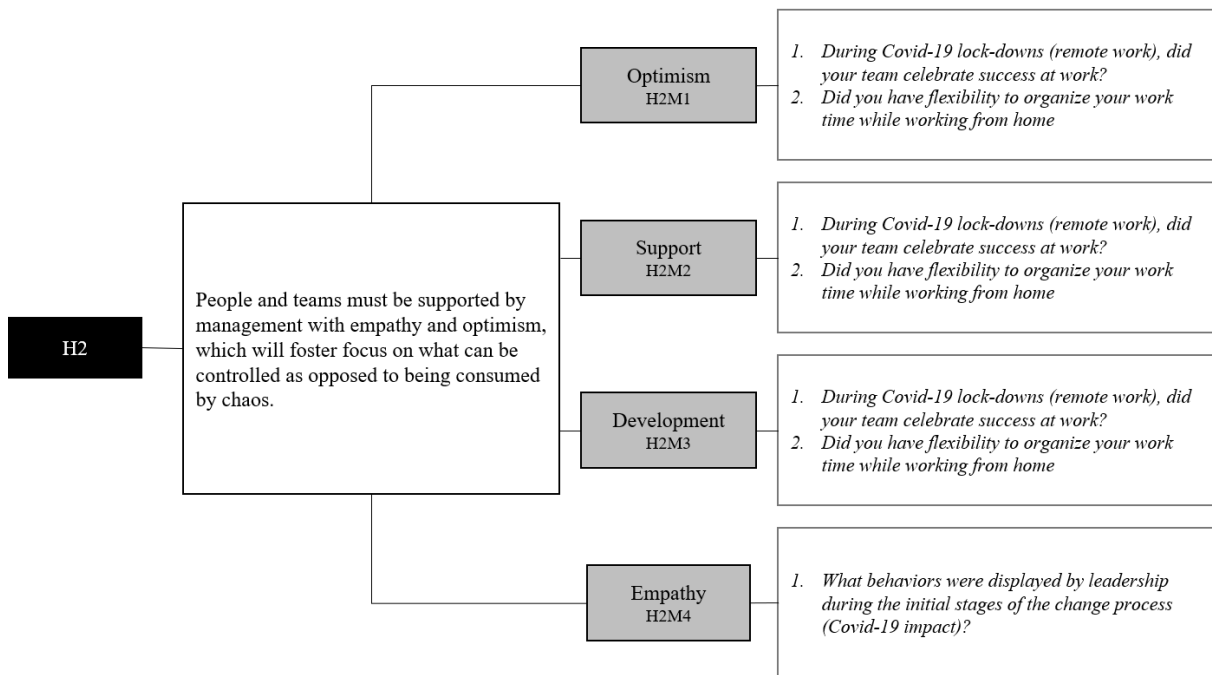 H2
People and teams must be supported by
management with empathy and optimism,
which will foster focus on what can be
controlled as opposed to being consumed
by chaos.
Optimism
H2M1
1. During Covid-19 lock-downs (remote work), did
your team celebrate success at work?
2. Did you have flexibility to organize your work
time while working from home
Support
H2M2
1. During Covid-19 lock-downs (remote work), did
your team celebrate success at work?
2. Did you have flexibility to organize your work
time while working from home
Development
H2M3
1. During Covid-19 lock-downs (remote work), did
your team celebrate success at work?
2. Did you have flexibility to organize your work
time while working from home
Empathy
H2M4
1. What behaviors were displayed by leadership
during the initial stages of the change process
(Covid-19 impact)?